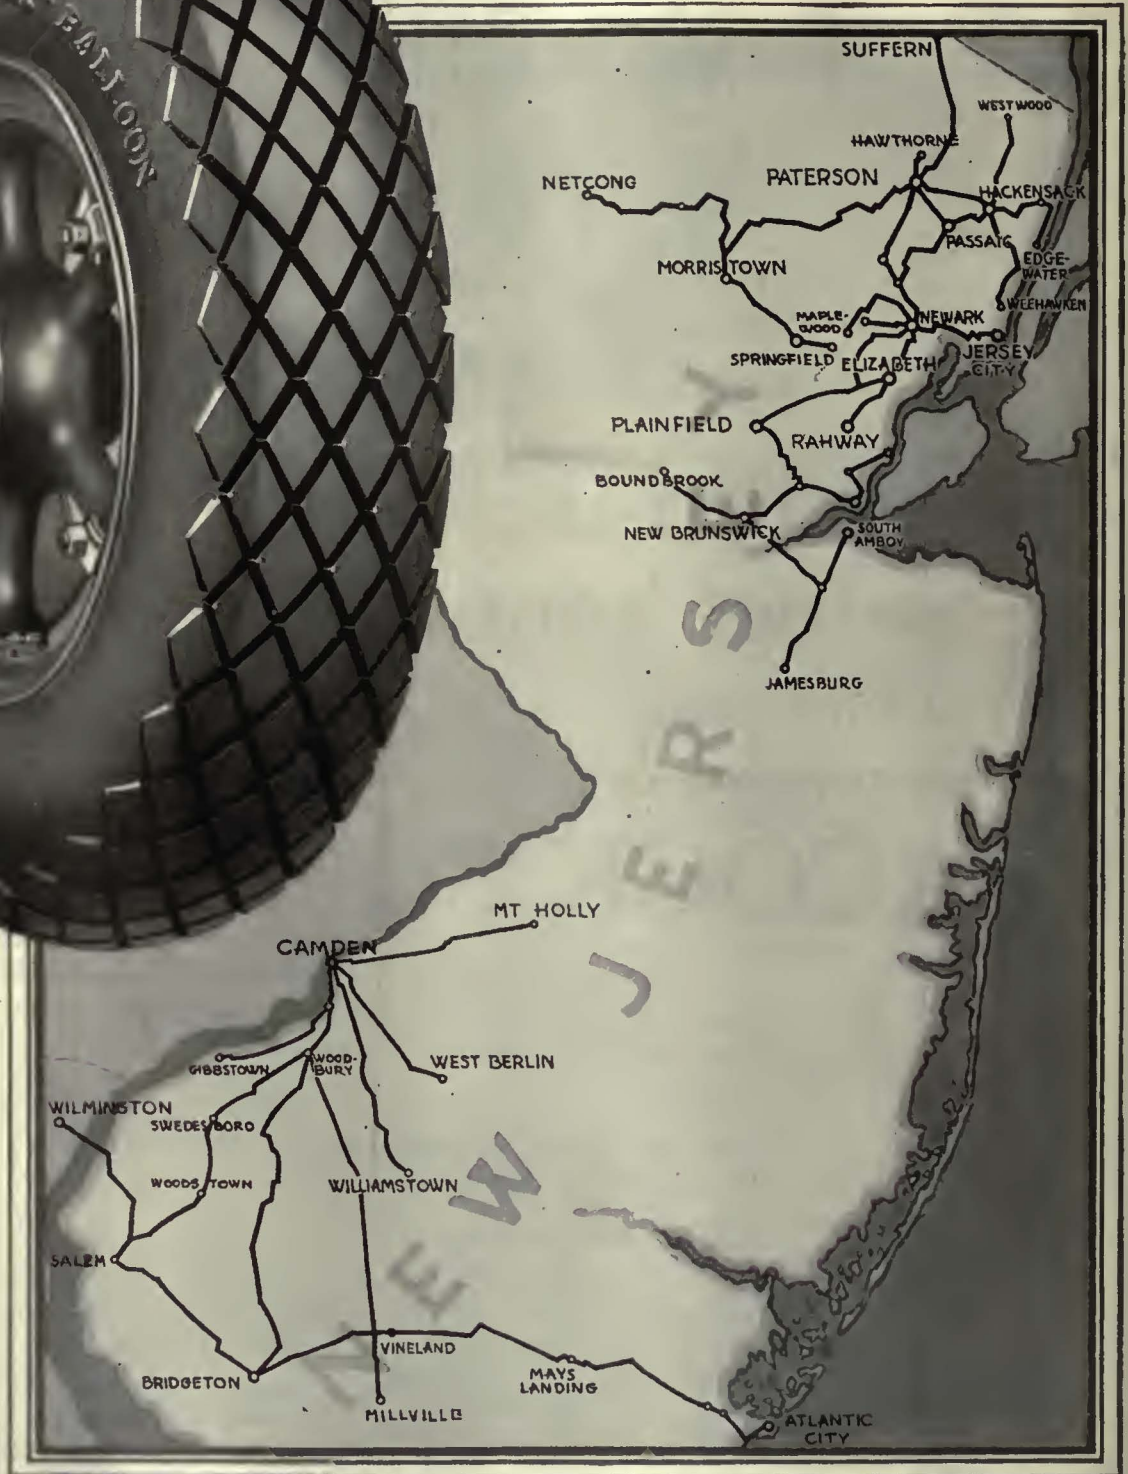 BALLOON
SUFFERN
WESTWOOD
HAWTHORNE
NETCONG
PATERSON
HACKENSACK
PASSAIC
MORRISTOWN
EDGE-
WATER
WEEHAWKEN
MAPLE-
WOOD
NEWARK
SPRINGFIELD
ELIZABETH
JERSEY
CITY
PLAINFIELD
RAHWAY
BOUNDBROOK
NEW BRUNSWICK
SOUTH
AMBOY
JAMESBURG
NEW JERSEY
MT HOLLY
CAMDEN
GIBBSTOWN
WOOD-
BURY
WEST BERLIN
WILMINGTON
SWEDESBORO
WOODSTOWN
WILLIAMSTOWN
SALEM
VINELAND
BRIDGETON
MAYS
LANDING
MILLVILLE
ATLANTIC
CITY